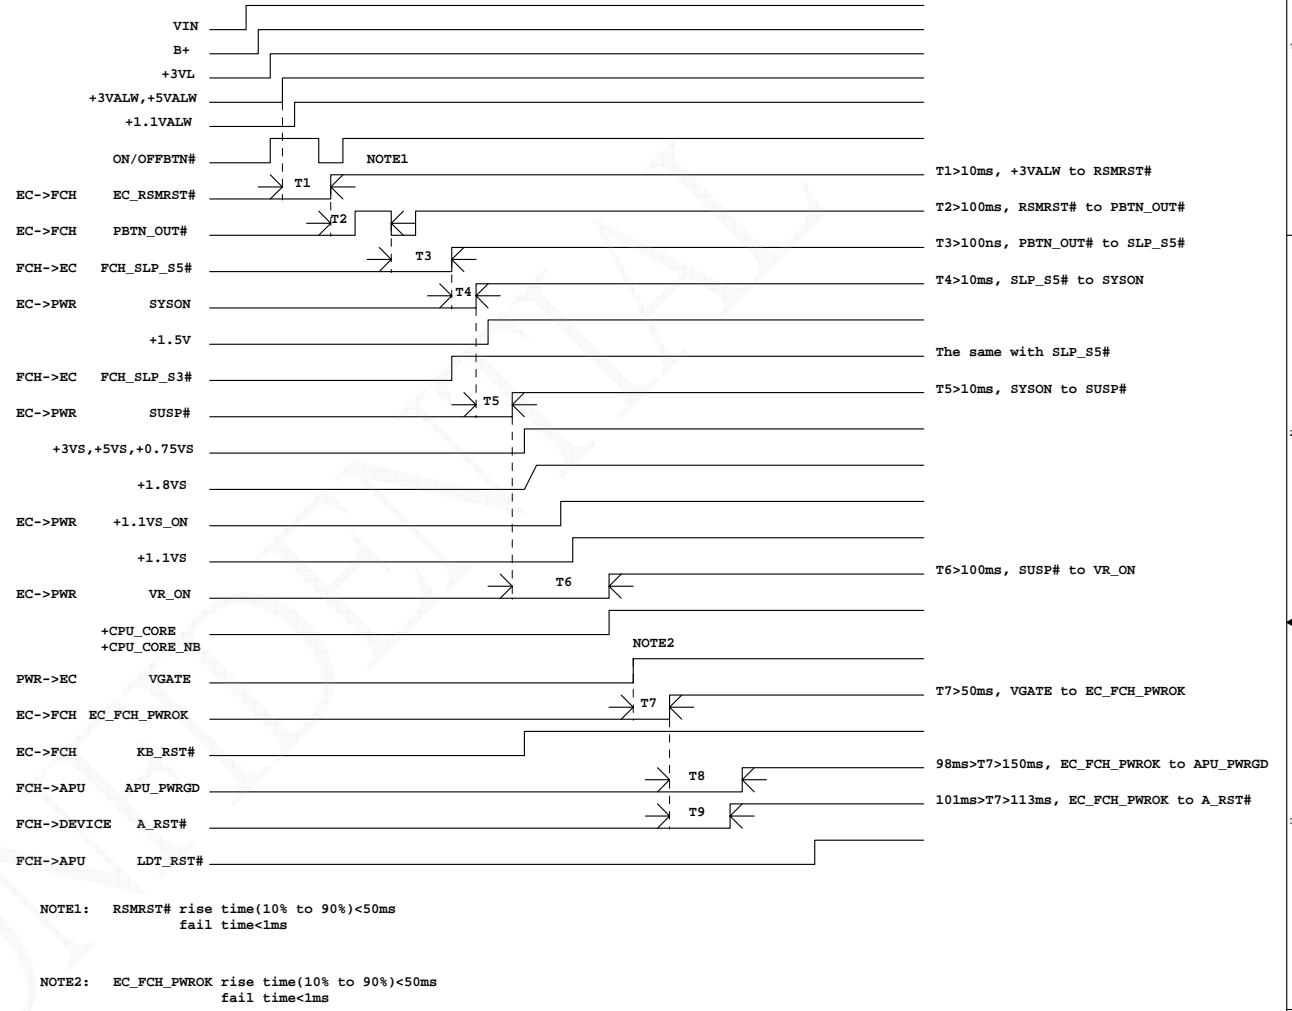 VIN
B+
+3VL
+3VALW,+5VALW
+1.1VALW
ON/OFFBTN# NOTE1
EC->FCH EC_RSMRST# T1 T1>10ms, +3VALW to RSMRST#
EC->FCH PBTN_OUT# T2 T2>100ms, RSMRST# to PBTN_OUT#
FCH->EC FCH_SLP_S5# T3 T3>100ns, PBTN_OUT# to SLP_S5#
EC->PWR SYSON T4 T4>10ms, SLP_S5# to SYSON
+1.5V
FCH->EC FCH_SLP_S3# The same with SLP_S5#
EC->PWR SUSP# T5 T5>10ms, SYSON to SUSP#
+3VS,+5VS,+0.75VS
+1.8VS
EC->PWR +1.1VS_ON
+1.1VS
EC->PWR VR_ON T6 T6>100ms, SUSP# to VR_ON
+CPU_CORE
+CPU_CORE_NB NOTE2
PWR->EC VGATE
EC->FCH EC_FCH_PWROK T7 T7>50ms, VGATE to EC_FCH_PWROK
EC->FCH KB_RST#
FCH->APU APU_PWRGD T8 98ms>T7>150ms, EC_FCH_PWROK to APU_PWRGD
FCH->DEVICE A_RST# T9 101ms>T7>113ms, EC_FCH_PWROK to A_RST#
FCH->APU LDT_RST#
NOTE1: RSMRST# rise time(10% to 90%)<50ms
fail time<1ms
NOTE2: EC_FCH_PWROK rise time(10% to 90%)<50ms
fail time<1ms
1
2
3
ONFIDENTIAL